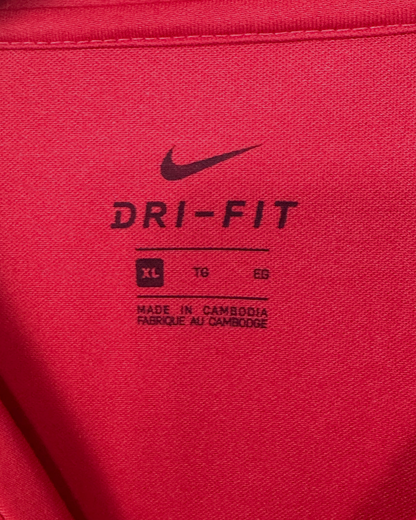 DRI-FIT
XL TG EG
MADE IN CAMBODIA
FABRIQUE AU CAMBODGE